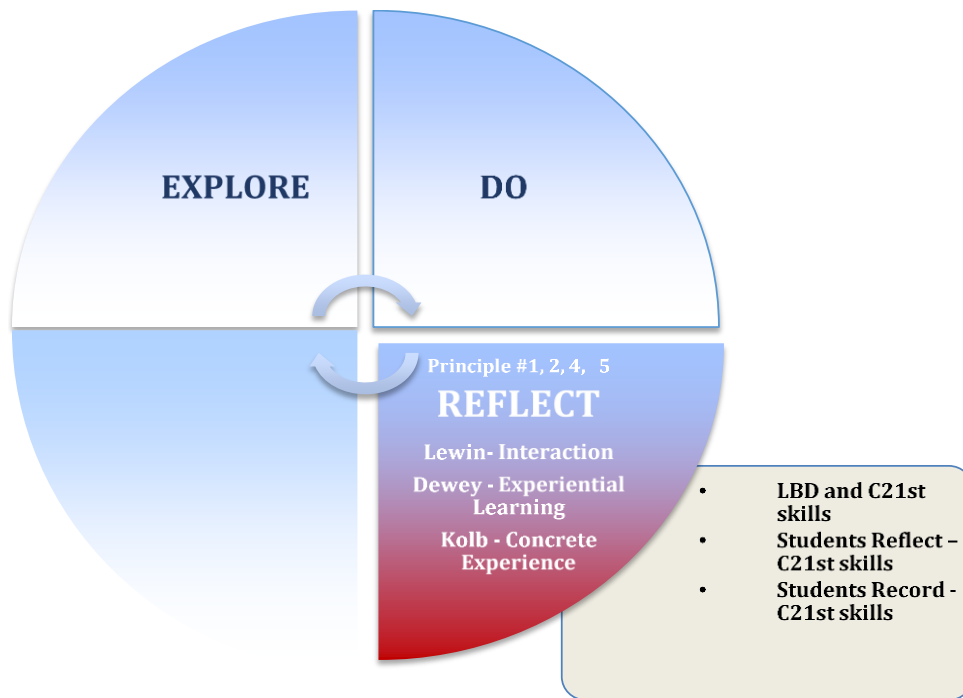 EXPLORE
DO
Principle #1, 2, 4, 5
REFLECT
Lewin- Interaction
Dewey - Experiential
Learning
Kolb - Concrete
Experience
• LBD and C21st
skills
• Students Reflect –
C21st skills
• Students Record -
C21st skills